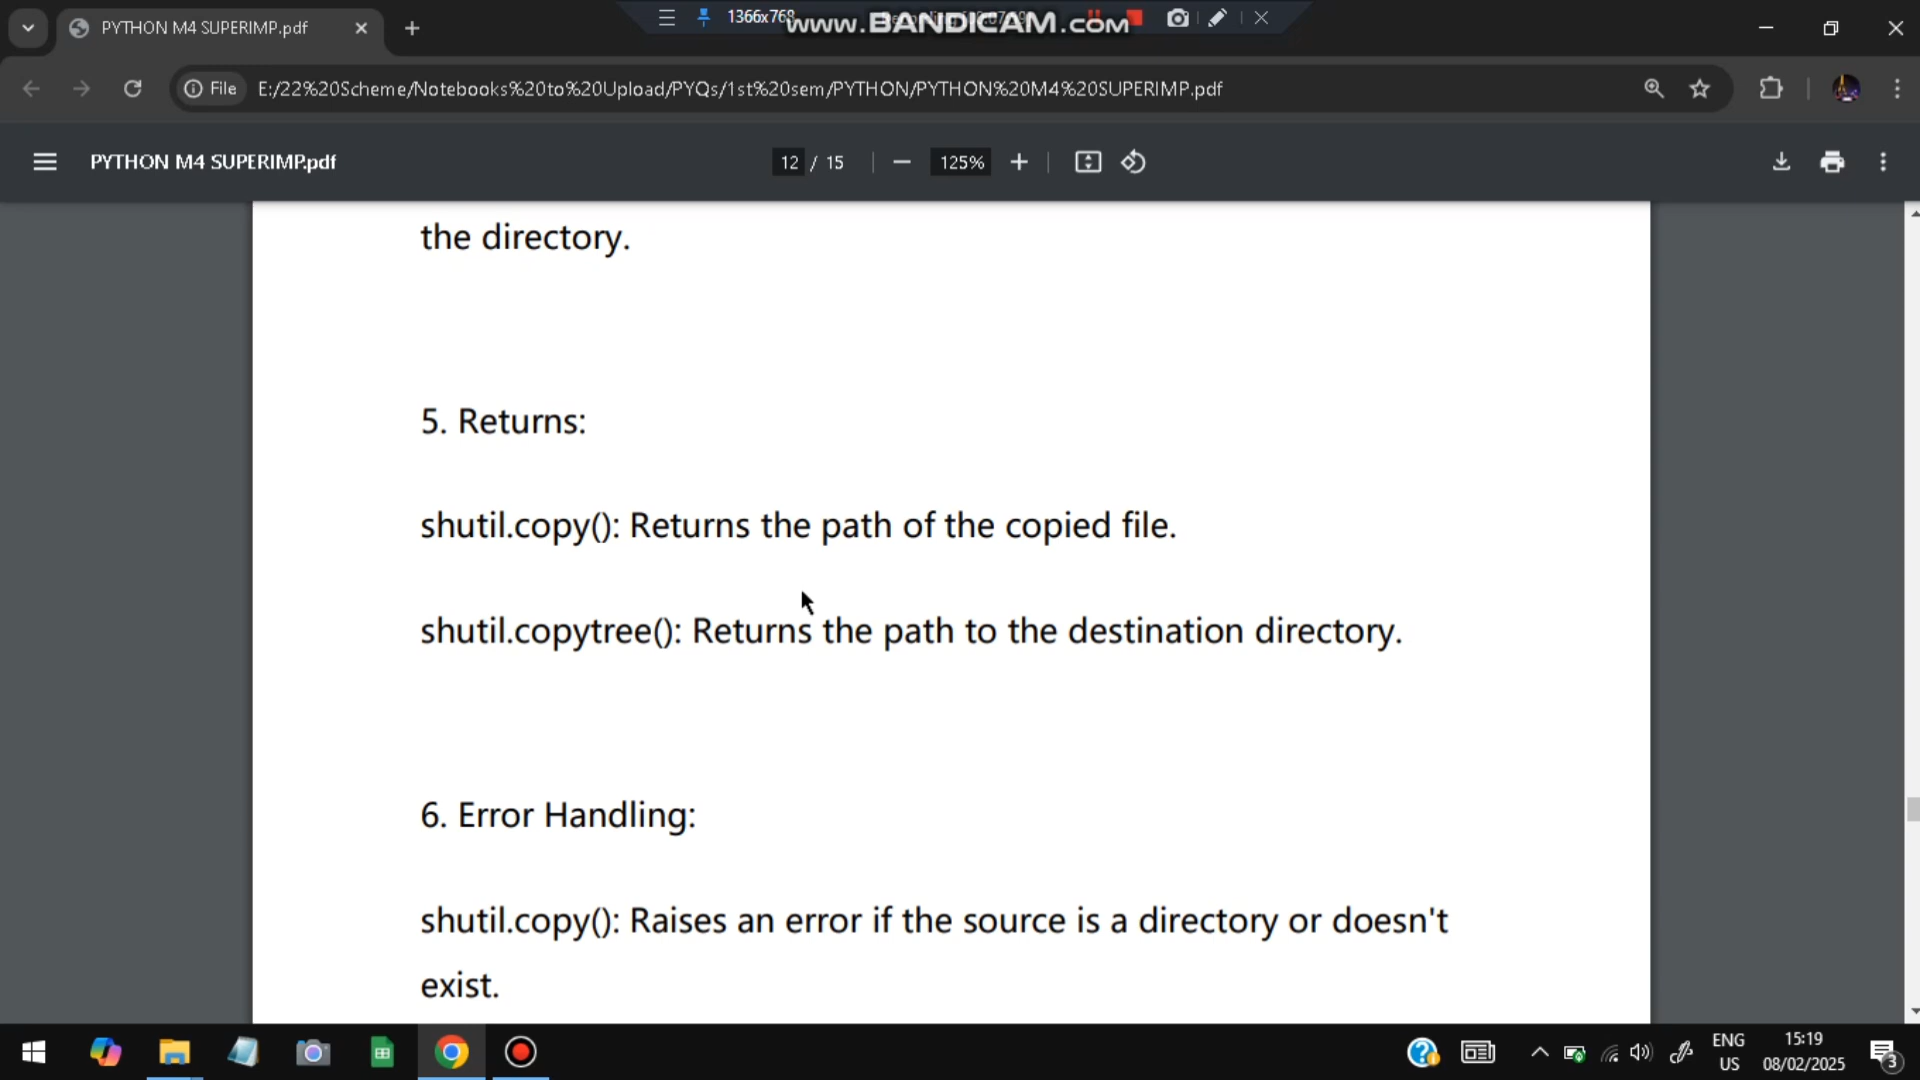 PYTHON M4 SUPERIMP.pdf
1366x768
www.BANDICAM.com
File
E:/22%20Scheme/Notebooks%20to%20Upload/PYQs/1st%20sem/PYTHON/PYTHON%20M4%20SUPERIMP.pdf
PYTHON M4 SUPERIMP.pdf
12 / 15
125%
the directory.
5. Returns:
shutil.copy(): Returns the path of the copied file.
shutil.copytree(): Returns the path to the destination directory.
6. Error Handling:
shutil.copy(): Raises an error if the source is a directory or doesn't
exist.
ENG
US
15:19
08/02/2025
3